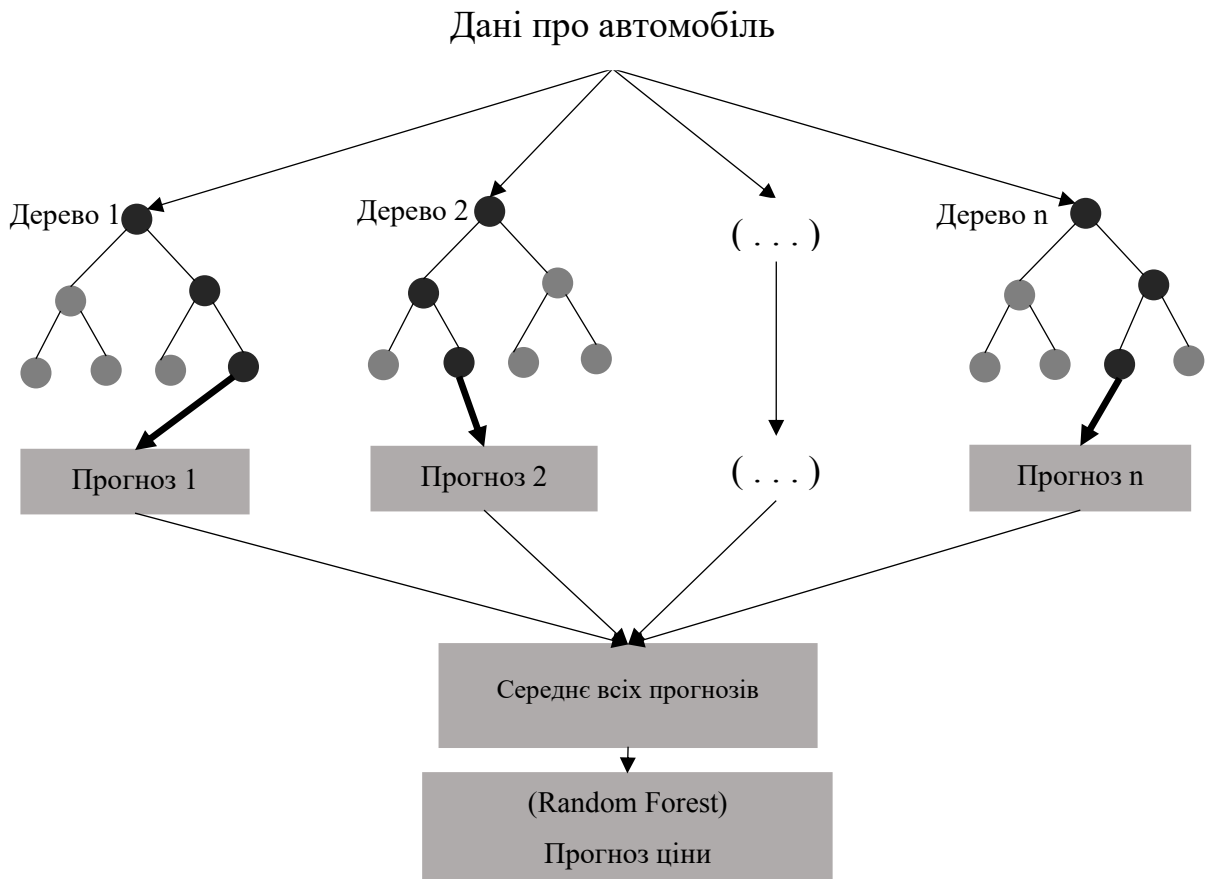 Дані про автомобіль
Дерево 1
Дерево 2
Дерево n
( . . . )
Прогноз 1
Прогноз 2
( . . . )
Прогноз n
Середнє всіх прогнозів
(Random Forest)
Прогноз ціни